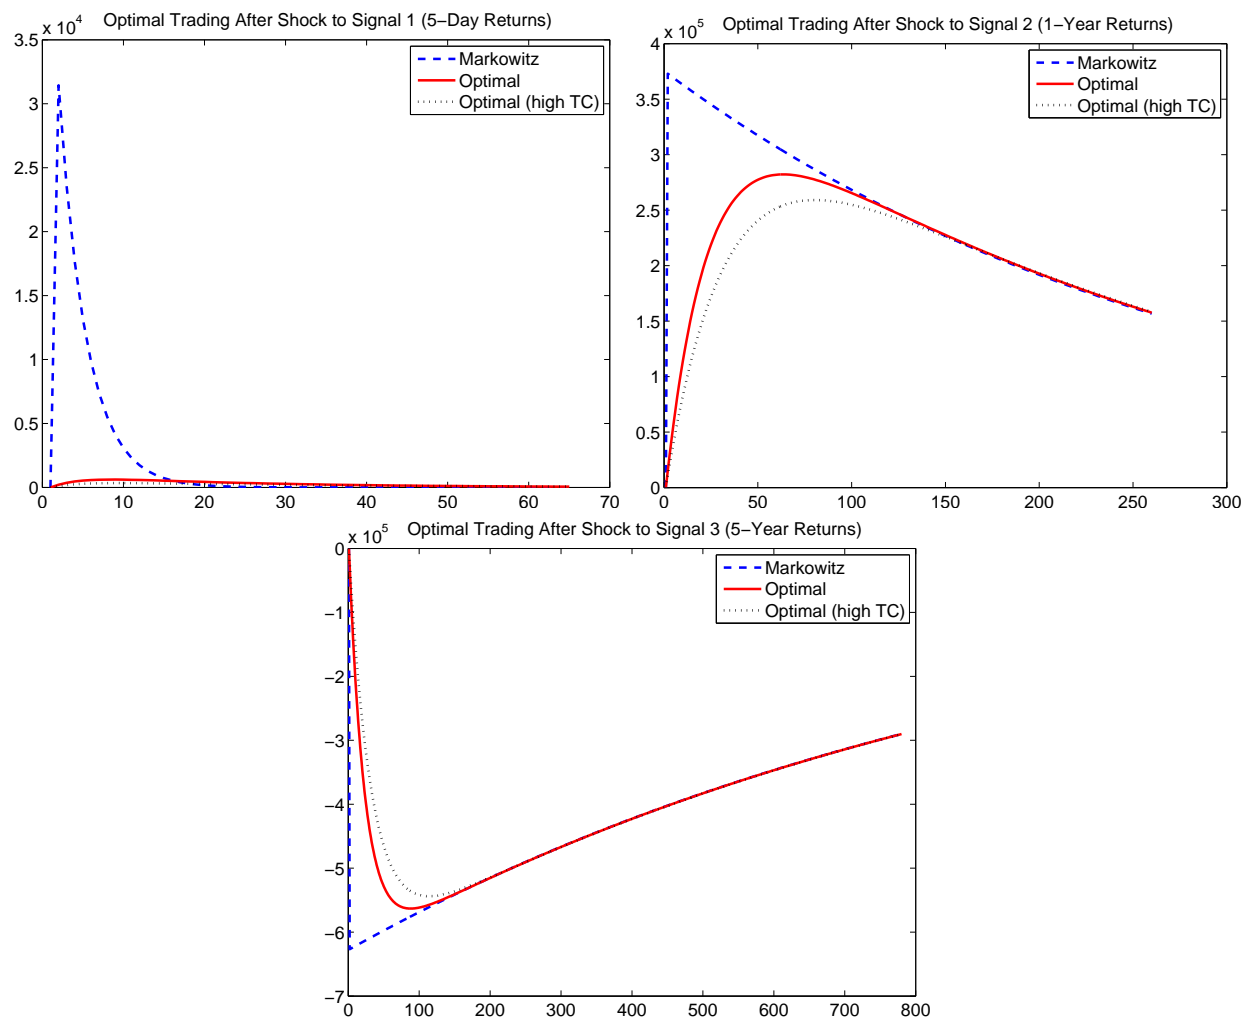 Optimal Trading After Shock to Signal 1 (5−Day Returns)
x 10^4
3.5
3
2.5
2
1.5
1
0.5
0
0 10 20 30 40 50 60 70
Markowitz
Optimal
Optimal (high TC)
Optimal Trading After Shock to Signal 2 (1−Year Returns)
x 10^5
4
3.5
3
2.5
2
1.5
1
0.5
0
0 50 100 150 200 250 300
Markowitz
Optimal
Optimal (high TC)
Optimal Trading After Shock to Signal 3 (5−Year Returns)
x 10^5
0
−1
−2
−3
−4
−5
−6
−7
0 100 200 300 400 500 600 700 800
Markowitz
Optimal
Optimal (high TC)